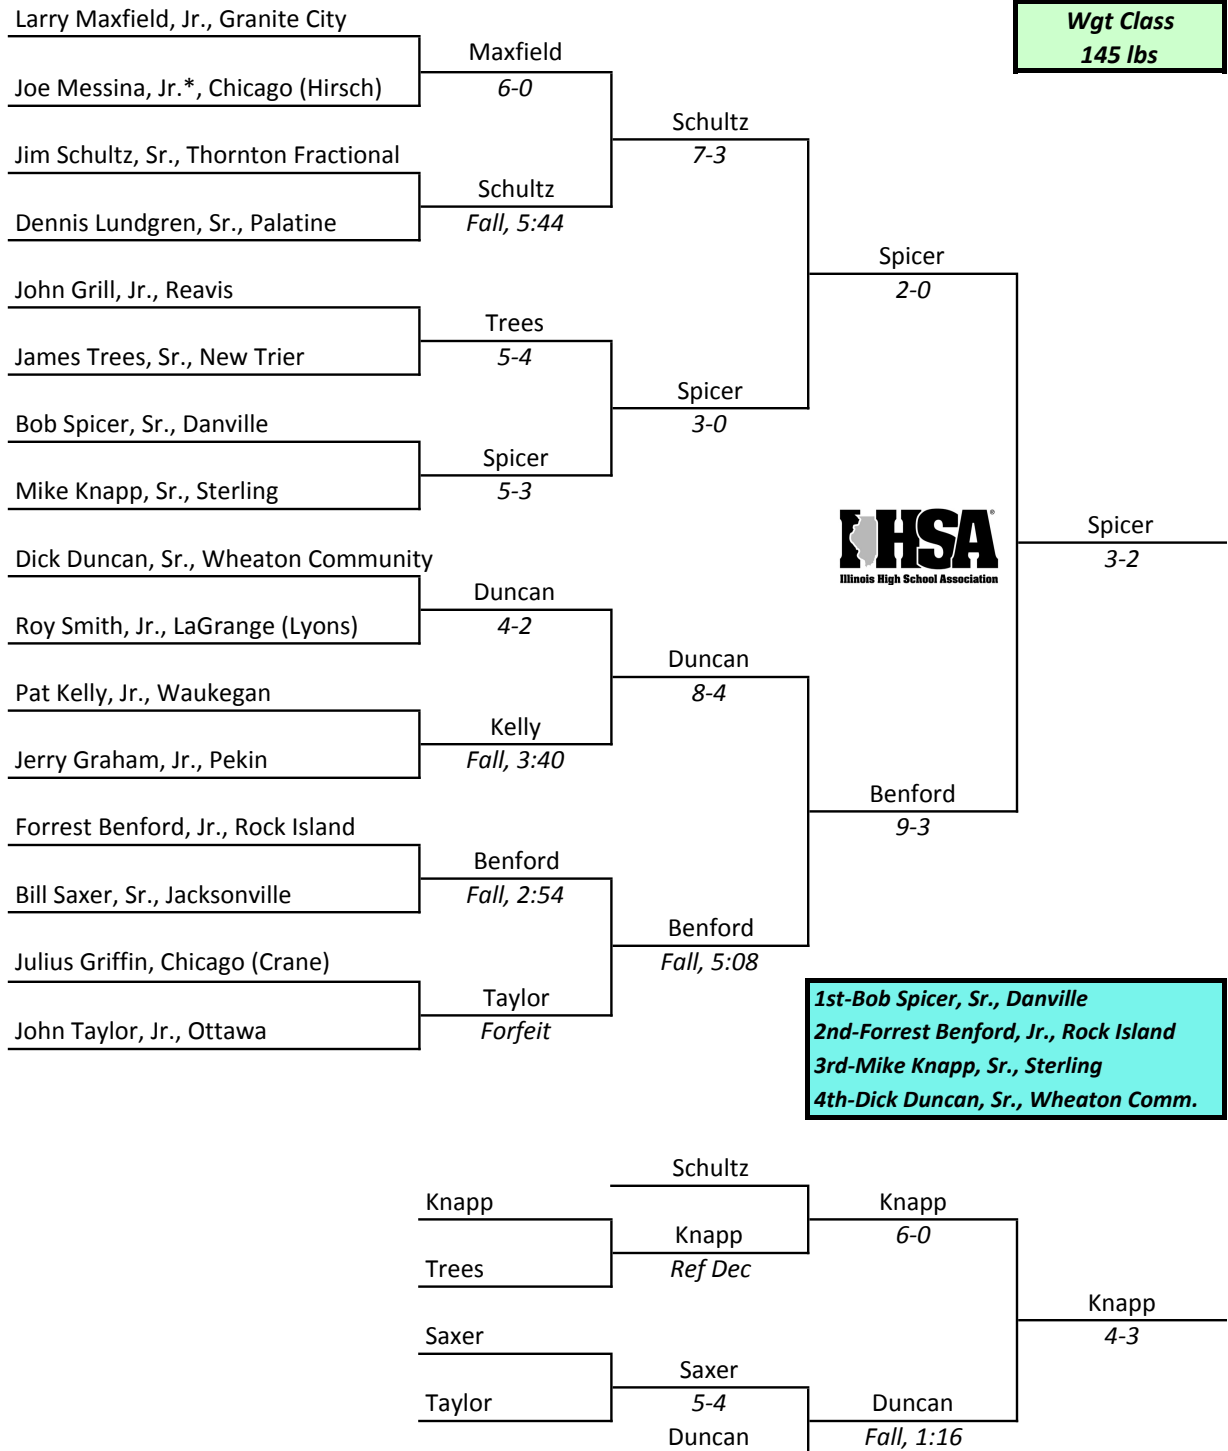 Larry Maxfield, Jr., Granite City
Wgt Class
145 lbs
Maxfield
6-0
Joe Messina, Jr.*, Chicago (Hirsch)
Schultz
7-3
Jim Schultz, Sr., Thornton Fractional
Schultz
Fall, 5:44
Dennis Lundgren, Sr., Palatine
Spicer
2-0
John Grill, Jr., Reavis
Trees
5-4
James Trees, Sr., New Trier
Spicer
3-0
Bob Spicer, Sr., Danville
Spicer
5-3
Mike Knapp, Sr., Sterling
IHSA®
Illinois High School Association
Spicer
3-2
Dick Duncan, Sr., Wheaton Community
Duncan
4-2
Roy Smith, Jr., LaGrange (Lyons)
Duncan
8-4
Pat Kelly, Jr., Waukegan
Kelly
Fall, 3:40
Jerry Graham, Jr., Pekin
Benford
9-3
Forrest Benford, Jr., Rock Island
Benford
Fall, 2:54
Bill Saxer, Sr., Jacksonville
Benford
Fall, 5:08
Julius Griffin, Chicago (Crane)
Taylor
Forfeit
John Taylor, Jr., Ottawa
1st-Bob Spicer, Sr., Danville
2nd-Forrest Benford, Jr., Rock Island
3rd-Mike Knapp, Sr., Sterling
4th-Dick Duncan, Sr., Wheaton Comm.
Schultz
Knapp
Knapp
6-0
Knapp
Ref Dec
Trees
Knapp
4-3
Saxer
Saxer
5-4
Taylor
Duncan
Fall, 1:16
Duncan